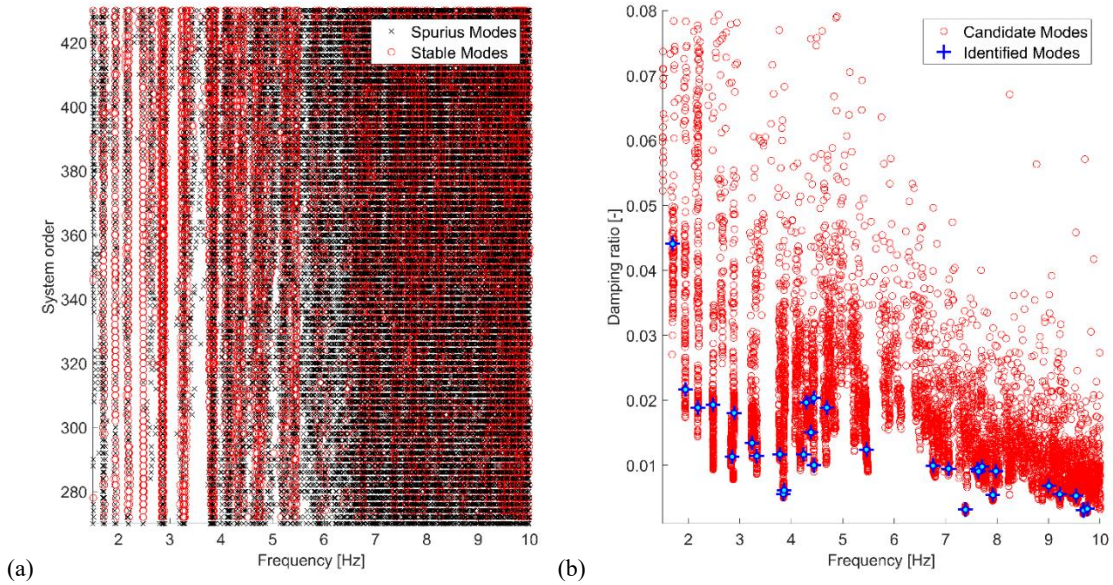 420
400
380
360
340
320
300
280
System order
2 3 4 5 6 7 8 9 10
Frequency [Hz]
Spurius Modes
Stable Modes
(a)
0.08
0.07
0.06
0.05
0.04
0.03
0.02
0.01
Damping ratio [-]
2 3 4 5 6 7 8 9 10
Frequency [Hz]
Candidate Modes
Identified Modes
(b)